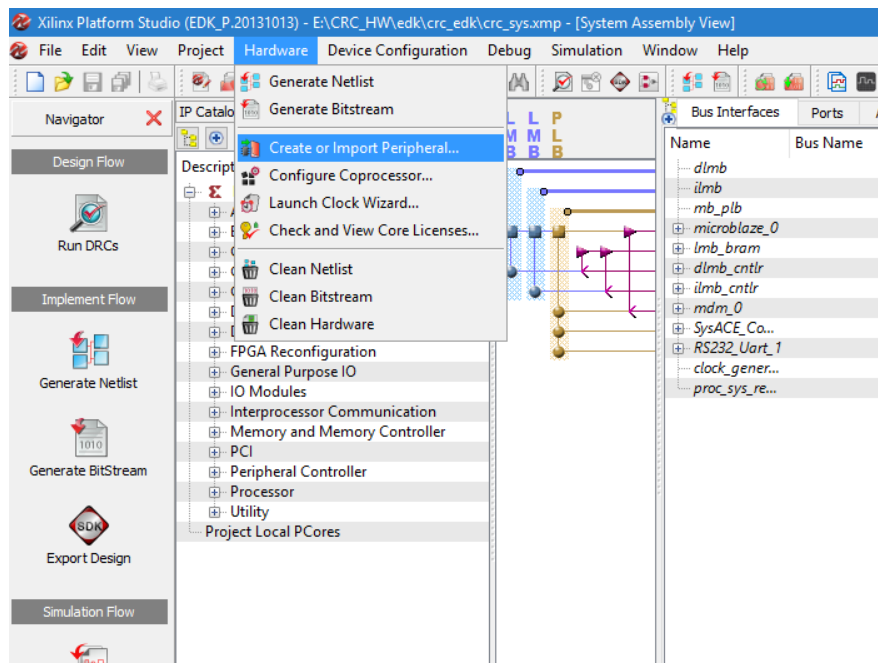 Xilinx Platform Studio (EDK_P.20131013) - E:\CRC_HW\edk\crc_edk\crc_sys.xmp - [System Assembly View]
File Edit View Project Hardware Device Configuration Debug Simulation Window Help
Navigator
Design Flow
Run DRCs
Implement Flow
Generate Netlist
Generate BitStream
SDK
Export Design
Simulation Flow
Generate Netlist
Generate Bitstream
Create or Import Peripheral...
Configure Coprocessor...
Launch Clock Wizard...
Check and View Core Licenses...
Clean Netlist
Clean Bitstream
Clean Hardware
IP Catalo
Descript
FPGA Reconfiguration
General Purpose IO
IO Modules
Interprocessor Communication
Memory and Memory Controller
PCI
Peripheral Controller
Processor
Utility
Project Local PCores
L L P
M M L
B B B
Bus Interfaces Ports
Name Bus Name
dlmb
ilmb
mb_plb
microblaze_0
lmb_bram
dlmb_cntlr
ilmb_cntlr
mdm_0
SysACE_Co...
RS232_Uart_1
clock_gener...
proc_sys_re...